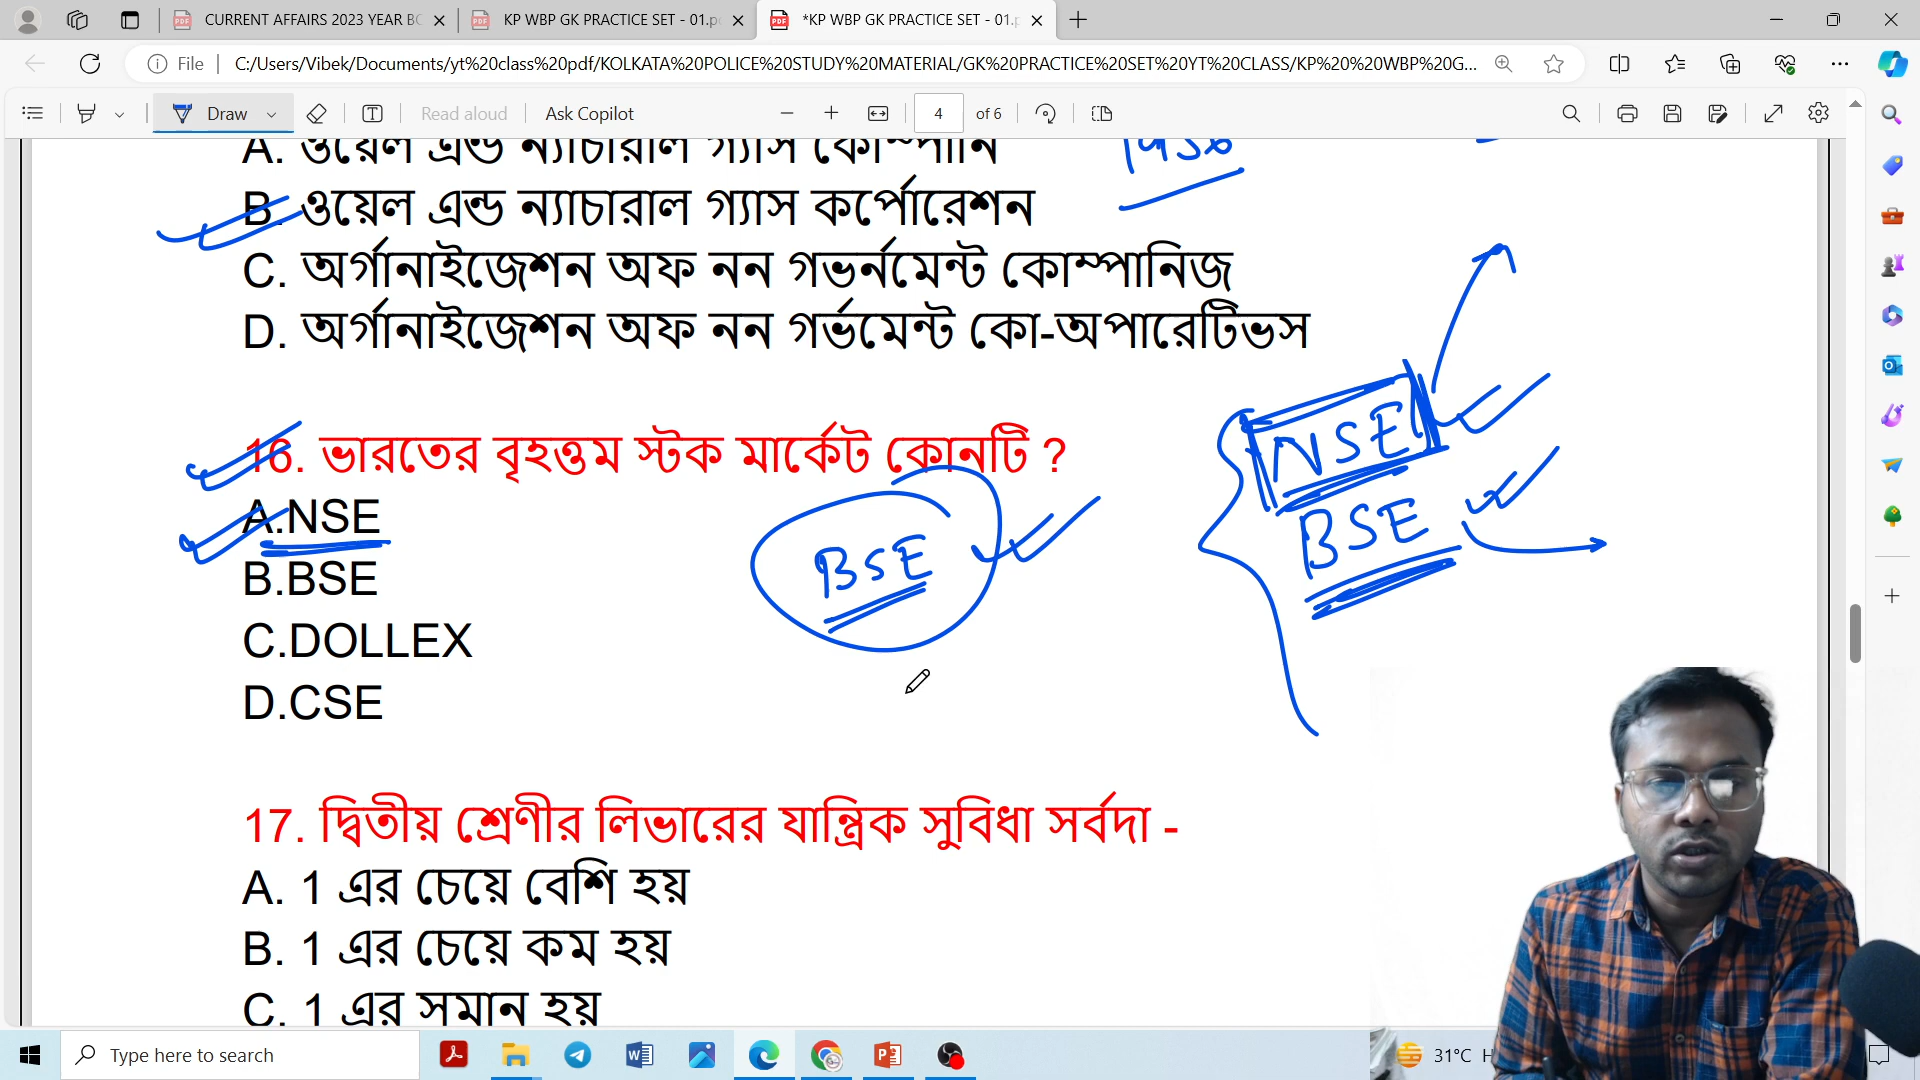 CURRENT AFFAIRS 2023 YEAR BO
KP WBP GK PRACTICE SET - 01.p
*KP WBP GK PRACTICE SET - 01.p
File
C:/Users/Vibek/Documents/yt%20class%20pdf/KOLKATA%20POLICE%20STUDY%20MATERIAL/GK%20PRACTICE%20SET%20YT%20CLASS/KP%20%20WBP%20G...
Draw
Read aloud
Ask Copilot
4 of 6
A. ওয়েল এন্ড ন্যাচারাল গ্যাস কোম্পানি
B. ওয়েল এন্ড ন্যাচারাল গ্যাস কর্পোরেশন
C. অর্গানাইজেশন অফ নন গভর্নমেন্ট কোম্পানিজ
D. অর্গানাইজেশন অফ নন গর্ভমেন্ট কো-অপারেটিভস
16. ভারতের বৃহত্তম স্টক মার্কেট কোনটি ?
NSE
A.NSE
BSE
BSE
B.BSE
C.DOLLEX
D.CSE
17. দ্বিতীয় শ্রেণীর লিভারের যান্ত্রিক সুবিধা সর্বদা -
A. 1 এর চেয়ে বেশি হয়
B. 1 এর চেয়ে কম হয়
C. 1 এর সমান হয়
Type here to search
31°C H